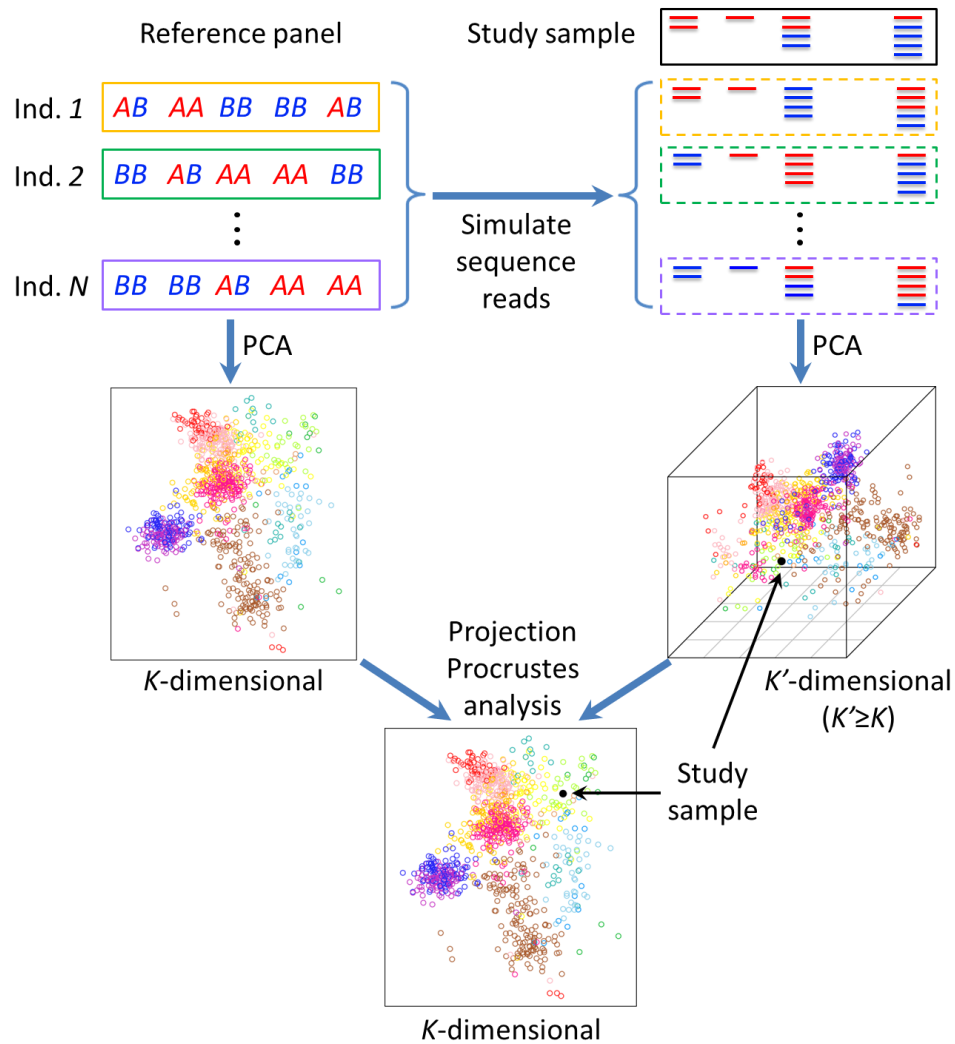 Reference panel
Study sample
Ind. 1
AB AA BB BB AB
Ind. 2
BB AB AA AA BB
Simulate
sequence
reads
Ind. N
BB BB AB AA AA
PCA
PCA
K-dimensional
Projection
Procrustes
analysis
K'-dimensional
(K'≥K)
Study
sample
K-dimensional